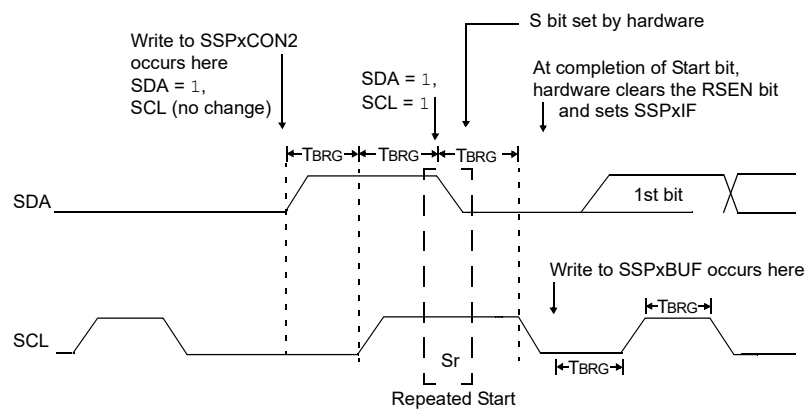 S bit set by hardware
Write to SSPxCON2
occurs here
SDA = 1,
SCL (no change)
SDA = 1,
SCL = 1
At completion of Start bit,
hardware clears the RSEN bit
and sets SSPxIF
TBRG
TBRG
TBRG
SDA
1st bit
Write to SSPxBUF occurs here
TBRG
SCL
Sr
TBRG
Repeated Start